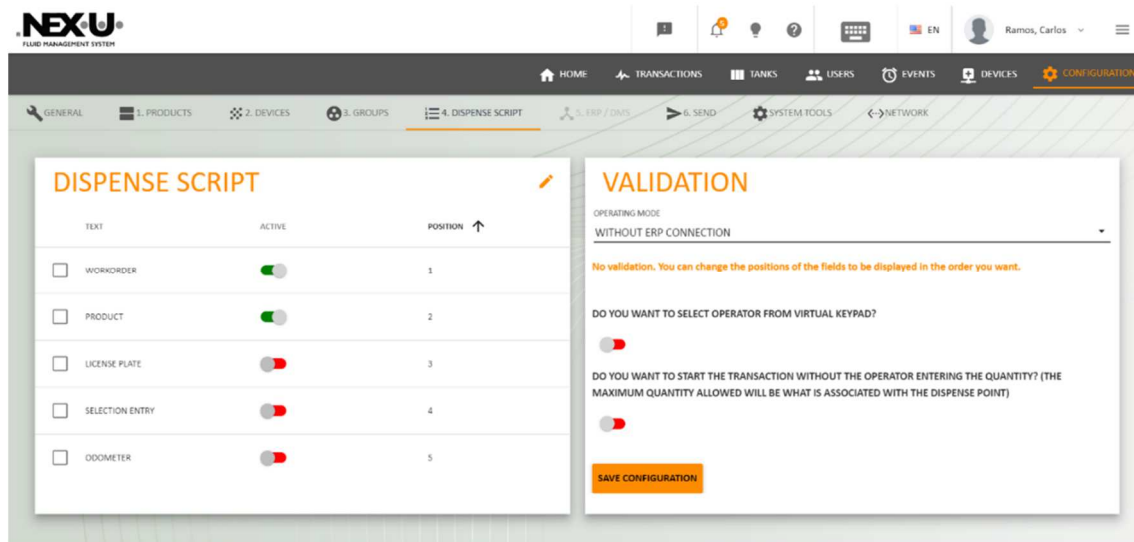 NEX·U·
FLUID MANAGEMENT SYSTEM
5
EN
Ramos, Carlos
HOME
TRANSACTIONS
TANKS
USERS
EVENTS
DEVICES
CONFIGURATION
GENERAL
1. PRODUCTS
2. DEVICES
3. GROUPS
4. DISPENSE SCRIPT
5. ERP / DMS
6. SEND
SYSTEM TOOLS
NETWORK
DISPENSE SCRIPT
TEXT ACTIVE POSITION
WORKORDER 1
PRODUCT 2
LICENSE PLATE 3
SELECTION ENTRY 4
ODOMETER 5
VALIDATION
OPERATING MODE
WITHOUT ERP CONNECTION
No validation. You can change the positions of the fields to be displayed in the order you want.
DO YOU WANT TO SELECT OPERATOR FROM VIRTUAL KEYPAD?
DO YOU WANT TO START THE TRANSACTION WITHOUT THE OPERATOR ENTERING THE QUANTITY? (THE
MAXIMUM QUANTITY ALLOWED WILL BE WHAT IS ASSOCIATED WITH THE DISPENSE POINT)
SAVE CONFIGURATION